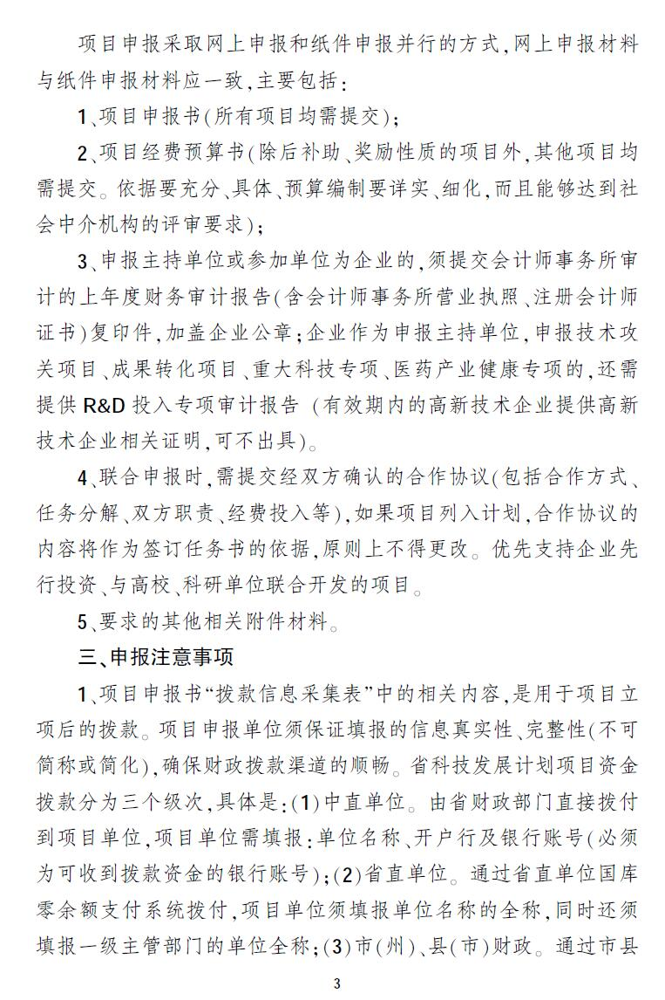 项目申报采取网上申报和纸件申报并行的方式,网上申报材料
与纸件申报材料应一致,主要包括:
1、项目申报书(所有项目均需提交);
2、项目经费预算书(除后补助、奖励性质的项目外,其他项目均
需提交。依据要充分、具体、预算编制要详实、细化,而且能够达到社
会中介机构的评审要求);
3、申报主持单位或参加单位为企业的,须提交会计师事务所审
计的上年度财务审计报告(含会计师事务所营业执照、注册会计师
证书)复印件,加盖企业公章;企业作为申报主持单位,申报技术攻
关项目、成果转化项目、重大科技专项、医药产业健康专项的,还需
提供 R&D 投入专项审计报告 (有效期内的高新技术企业提供高新
技术企业相关证明,可不出具)。
4、联合申报时,需提交经双方确认的合作协议(包括合作方式、
任务分解、双方职责、经费投入等),如果项目列入计划,合作协议的
内容将作为签订任务书的依据,原则上不得更改。优先支持企业先
行投资、与高校、科研单位联合开发的项目。
5、要求的其他相关附件材料。
三、申报注意事项
1、项目申报书“拨款信息采集表”中的相关内容,是用于项目立
项后的拨款。项目申报单位须保证填报的信息真实性、完整性(不可
简称或简化),确保财政拨款渠道的顺畅。省科技发展计划项目资金
拨款分为三个级次,具体是:(1)中直单位。由省财政部门直接拨付
到项目单位,项目单位需填报:单位名称、开户行及银行账号(必须
为可收到拨款资金的银行账号);(2)省直单位。通过省直单位国库
零余额支付系统拨付,项目单位须填报单位名称的全称,同时还须
填报一级主管部门的单位全称;(3)市(州)、县(市)财政。通过市县
3